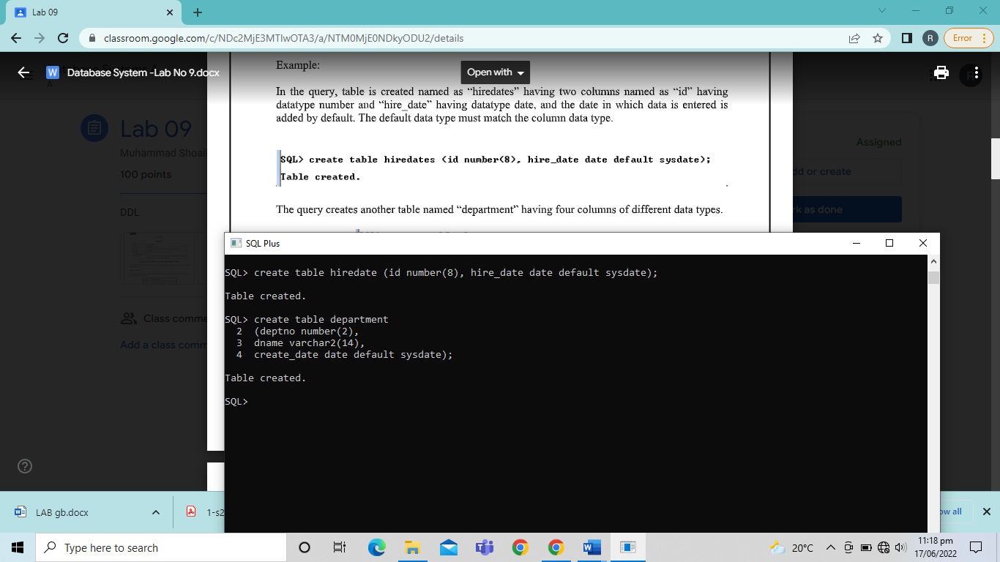 Lab 09
classroom.google.com/c/NDc2MjE3MTIwOTA3/a/NTM0MjE0NDkyODU2/details
R
Error
Database System -Lab No 9.docx
Open with
A
Lab 09
Muhammad Shoai
100 points
DDL
Class comme
Add a class comm
Assigned
dd or create
rk as done
Example:
In the query, table is created named as “hiredates” having two columns named as “id” having
datatype number and “hire_date” having datatype date, and the date in which data is entered is
added by default. The default data type must match the column data type.
SQL> create table hiredates (id number(8), hire_date date default sysdate);
Table created.
The query creates another table named “department” having four columns of different data types.
SQL Plus
SQL> create table hiredate (id number(8), hire_date date default sysdate);
Table created.
SQL> create table department
2 (deptno number(2),
3 dname varchar2(14),
4 create_date date default sysdate);
Table created.
SQL>
LAB gb.docx
1-s2
ow all
Type here to search
20°C
11:18 pm
17/06/2022